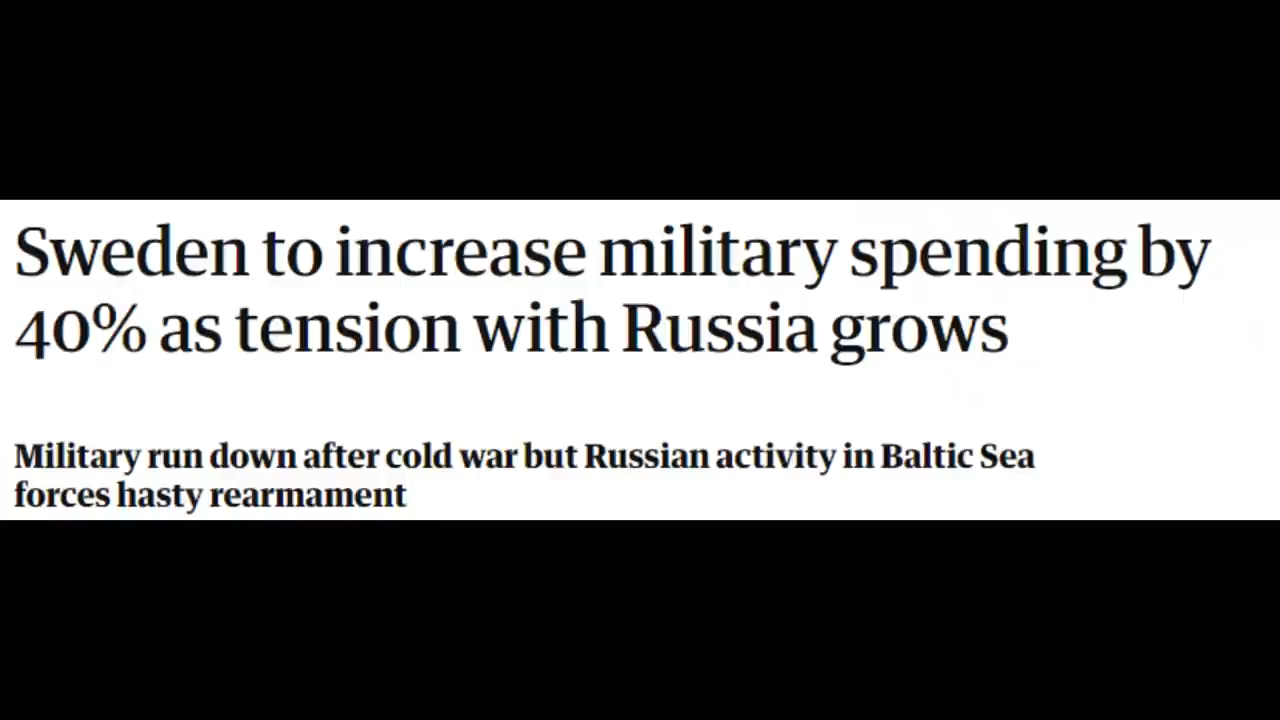 Sweden to increase military spending by
40% as tension with Russia grows
Military run down after cold war but Russian activity in Baltic Sea
forces hasty rearmament